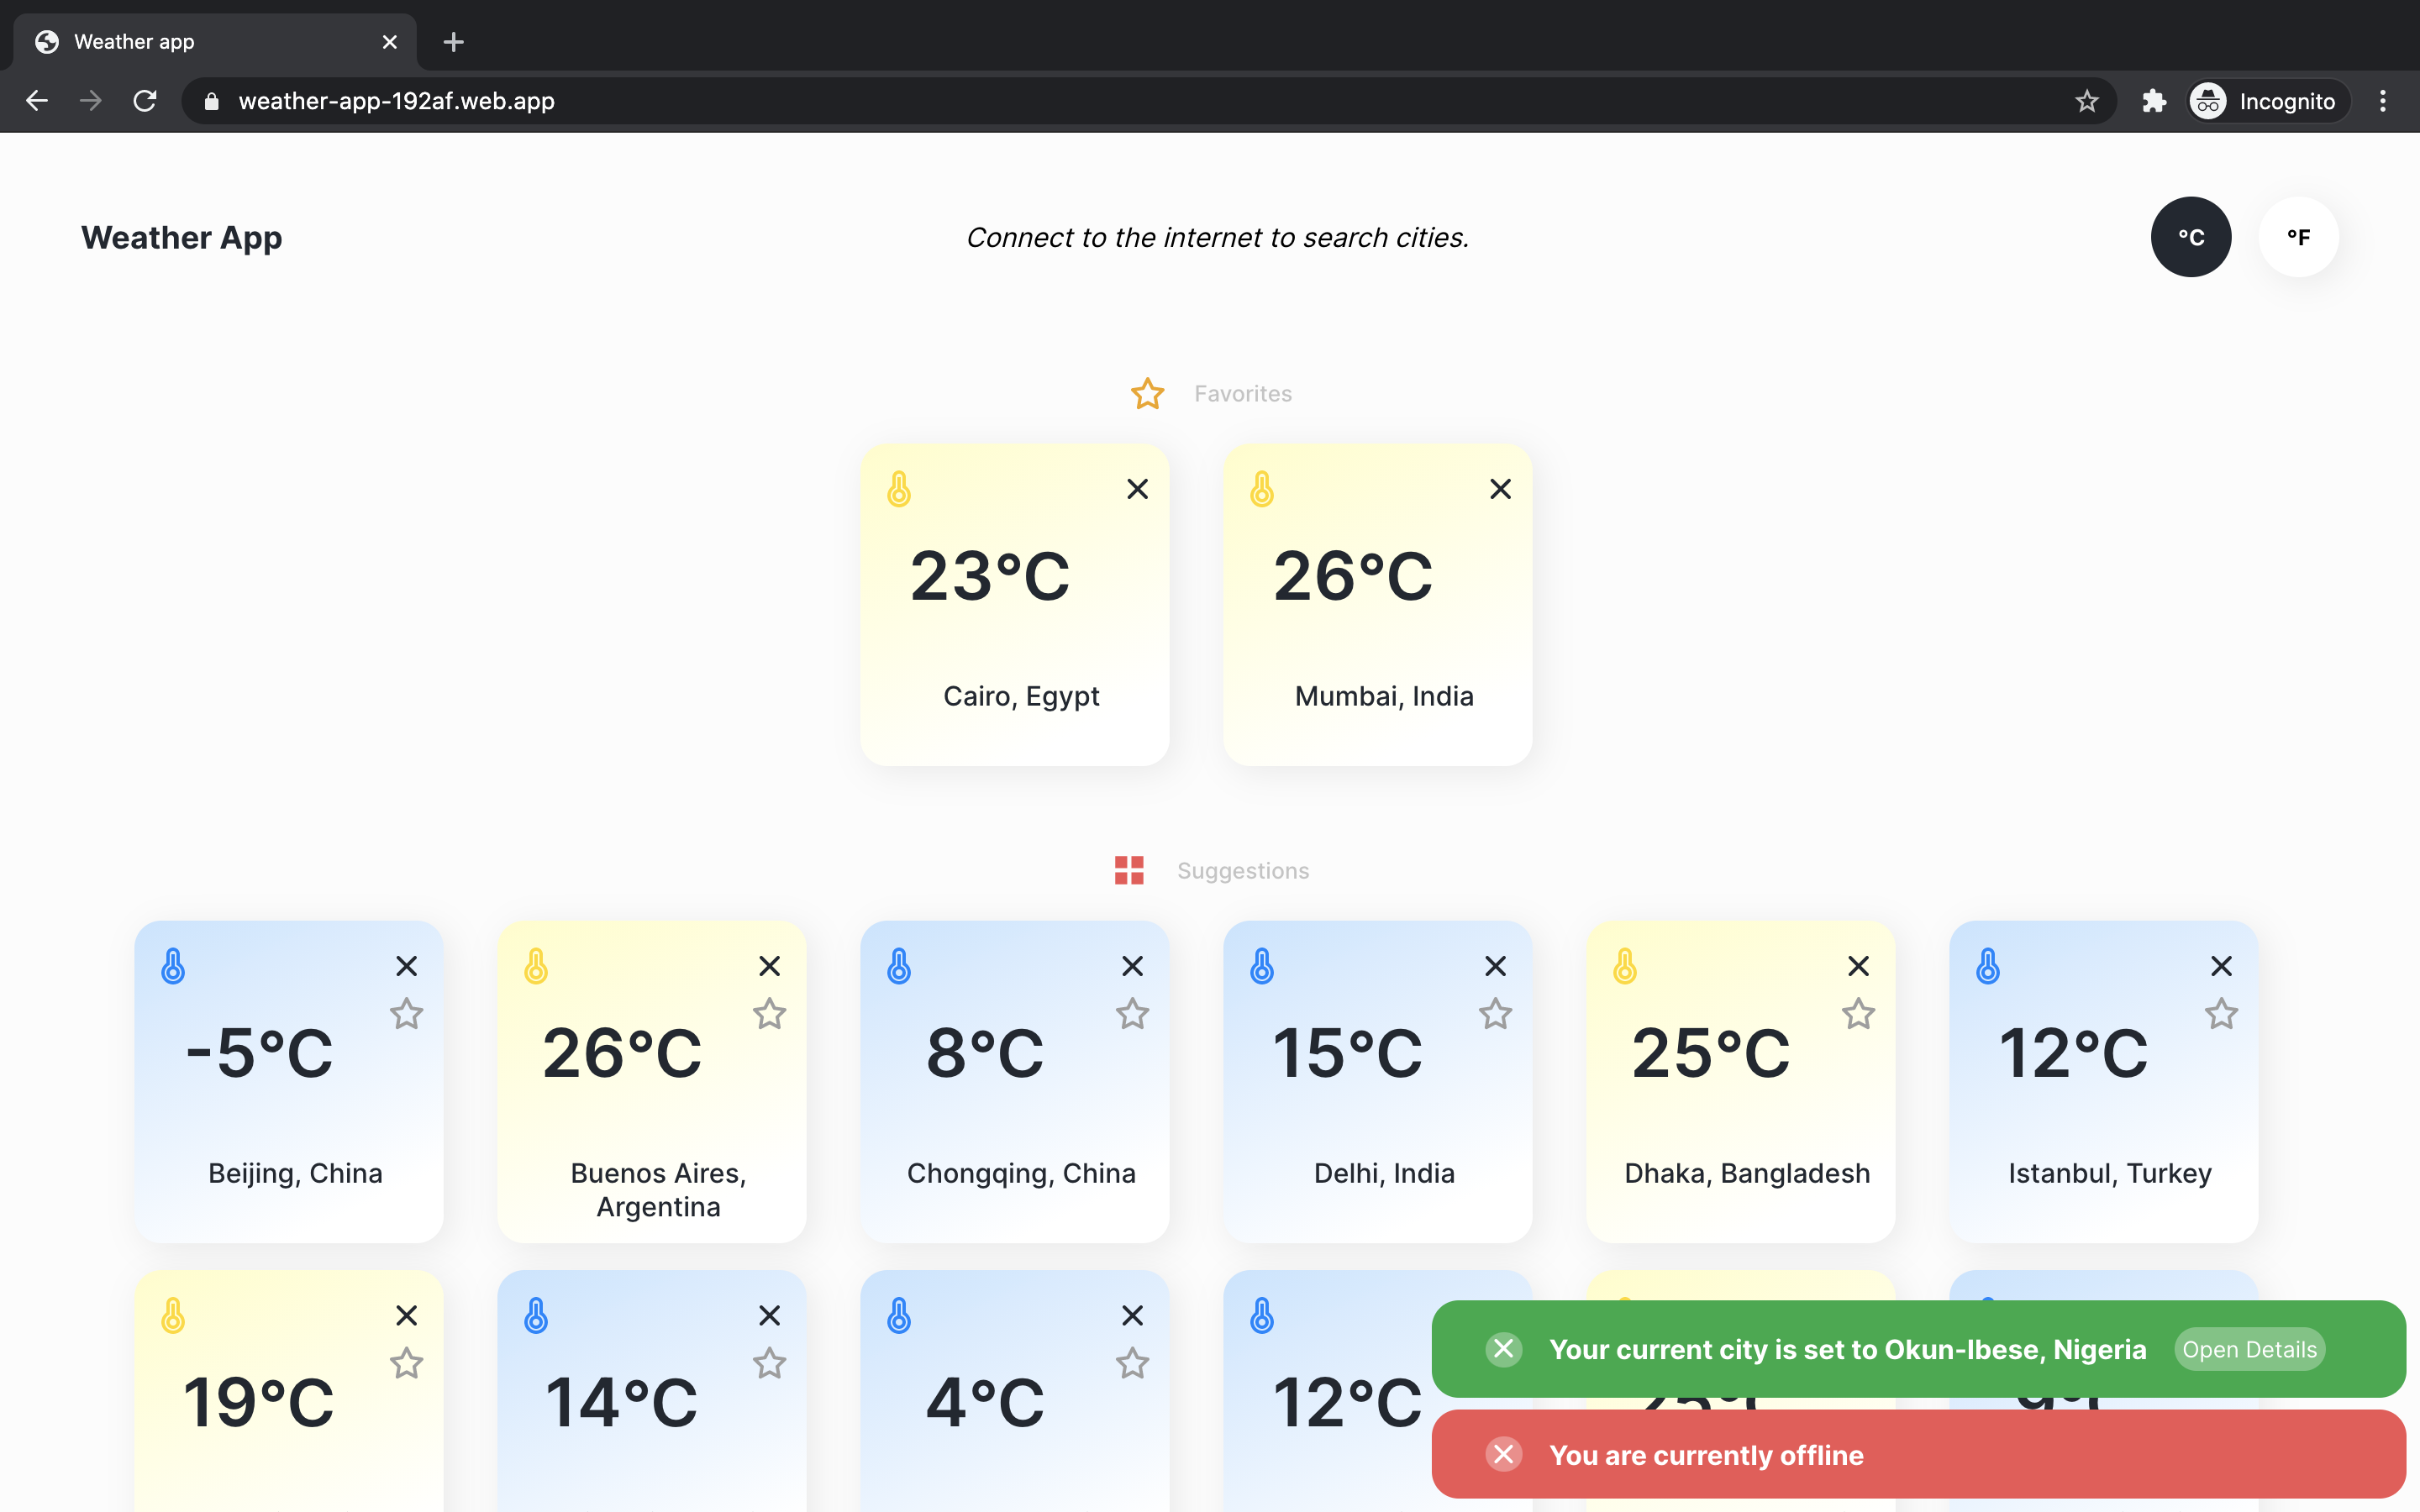 Weather app
weather-app-192af.web.app
Incognito
Weather App
Connect to the internet to search cities.
°C
°F
Favorites
23°C
26°C
Cairo, Egypt
Mumbai, India
Suggestions
-5°C
26°C
8°C
15°C
25°C
12°C
Beijing, China
Buenos Aires,
Argentina
Chongqing, China
Delhi, India
Dhaka, Bangladesh
Istanbul, Turkey
19°C
14°C
4°C
12°C
Your current city is set to Okun-Ibese, Nigeria
Open Details
You are currently offline